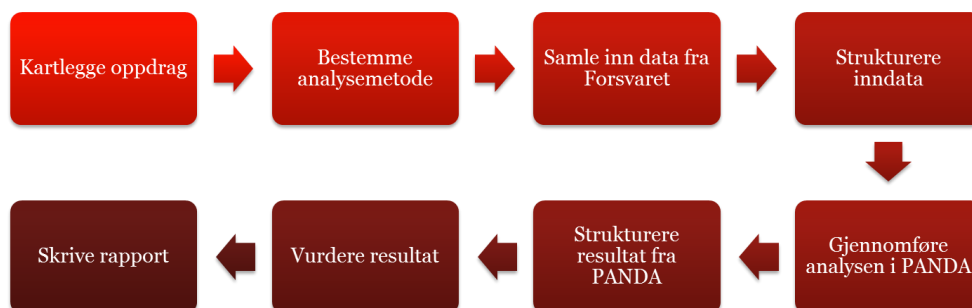 Kartlegge oppdrag
Bestemme
analysemetode
Samle inn data fra
Forsvaret
Strukturere
inndata
Gjennomføre
analysen i PANDA
Strukturere
resultat fra
PANDA
Vurdere resultat
Skrive rapport